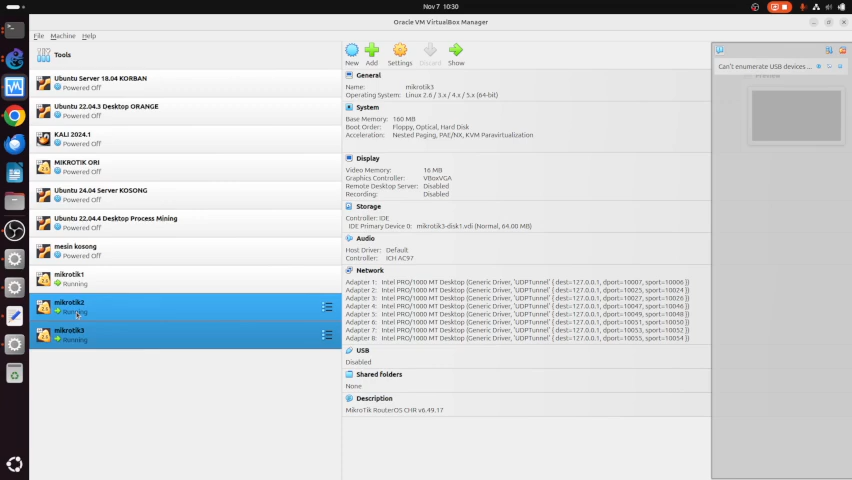 Nov 7 10:30
Oracle VM VirtualBox Manager
File Machine Help
Tools
New Add Settings Discard Show
Ubuntu Server 18.04 KORBAN
Powered Off
Ubuntu 22.04.3 Desktop ORANGE
Powered Off
KALI 2024.1
Powered Off
MIKROTIK ORI
Powered Off
Ubuntu 24.04 Server KOSONG
Powered Off
Ubuntu 22.04.4 Desktop Process Mining
Powered Off
mesin kosong
Powered Off
mikrotik1
Running
mikrotik2
Running
mikrotik3
Running
General
Name: mikrotik3
Operating System: Linux 2.6 / 3.x / 4.x / 5.x (64-bit)
System
Base Memory: 160 MB
Boot Order: Floppy, Optical, Hard Disk
Acceleration: Nested Paging, PAE/NX, KVM Paravirtualization
Display
Video Memory: 16 MB
Graphics Controller: VBoxVGA
Remote Desktop Server: Disabled
Recording: Disabled
Storage
Controller: IDE
IDE Primary Device 0: mikrotik3-disk1.vdi (Normal, 64.00 MB)
Audio
Host Driver: Default
Controller: ICH AC97
Network
Adapter 1: Intel PRO/1000 MT Desktop (Generic Driver, 'UDPTunnel' { dest=127.0.0.1, dport=10007, sport=10006 })
Adapter 2: Intel PRO/1000 MT Desktop (Generic Driver, 'UDPTunnel' { dest=127.0.0.1, dport=10025, sport=10024 })
Adapter 3: Intel PRO/1000 MT Desktop (Generic Driver, 'UDPTunnel' { dest=127.0.0.1, dport=10027, sport=10026 })
Adapter 4: Intel PRO/1000 MT Desktop (Generic Driver, 'UDPTunnel' { dest=127.0.0.1, dport=10047, sport=10046 })
Adapter 5: Intel PRO/1000 MT Desktop (Generic Driver, 'UDPTunnel' { dest=127.0.0.1, dport=10049, sport=10048 })
Adapter 6: Intel PRO/1000 MT Desktop (Generic Driver, 'UDPTunnel' { dest=127.0.0.1, dport=10051, sport=10050 })
Adapter 7: Intel PRO/1000 MT Desktop (Generic Driver, 'UDPTunnel' { dest=127.0.0.1, dport=10053, sport=10052 })
Adapter 8: Intel PRO/1000 MT Desktop (Generic Driver, 'UDPTunnel' { dest=127.0.0.1, dport=10055, sport=10054 })
USB
Disabled
Shared folders
None
Description
MikroTik RouterOS CHR v6.49.17
Can't enumerate USB devices ...
Preview